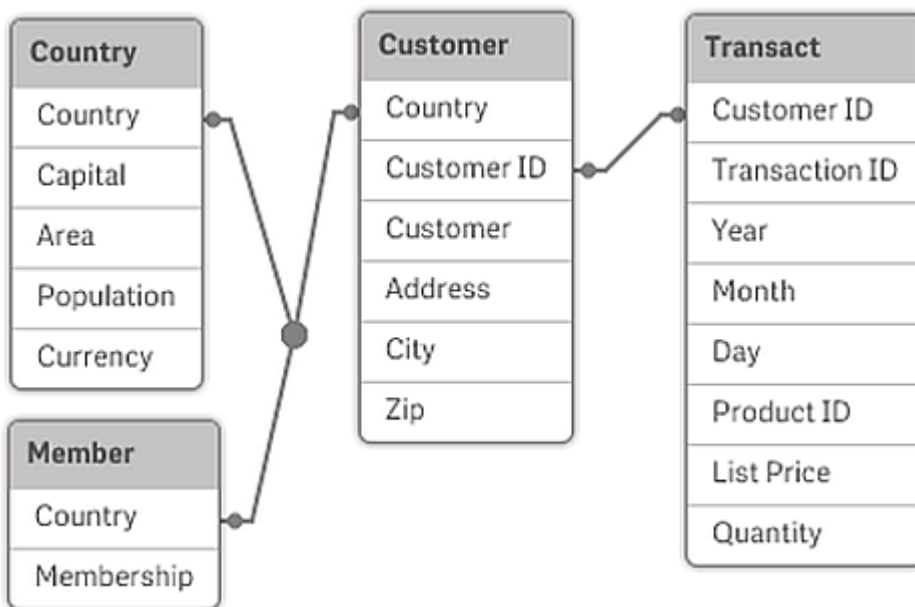 Country
Country
Capital
Area
Population
Currency
Member
Country
Membership
Customer
Country
Customer ID
Customer
Address
City
Zip
Transact
Customer ID
Transaction ID
Year
Month
Day
Product ID
List Price
Quantity